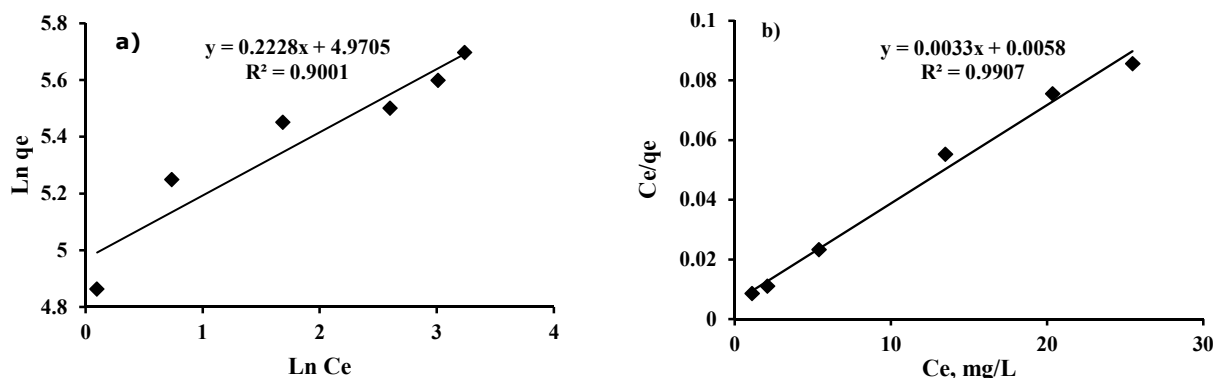 a)
y = 0.2228x + 4.9705
R² = 0.9001
Ln qe
5.8
5.6
5.4
5.2
5
4.8
0 1 2 3 4
Ln Ce
b)
y = 0.0033x + 0.0058
R² = 0.9907
Ce/qe
0.1
0.08
0.06
0.04
0.02
0
0 10 20 30
Ce, mg/L